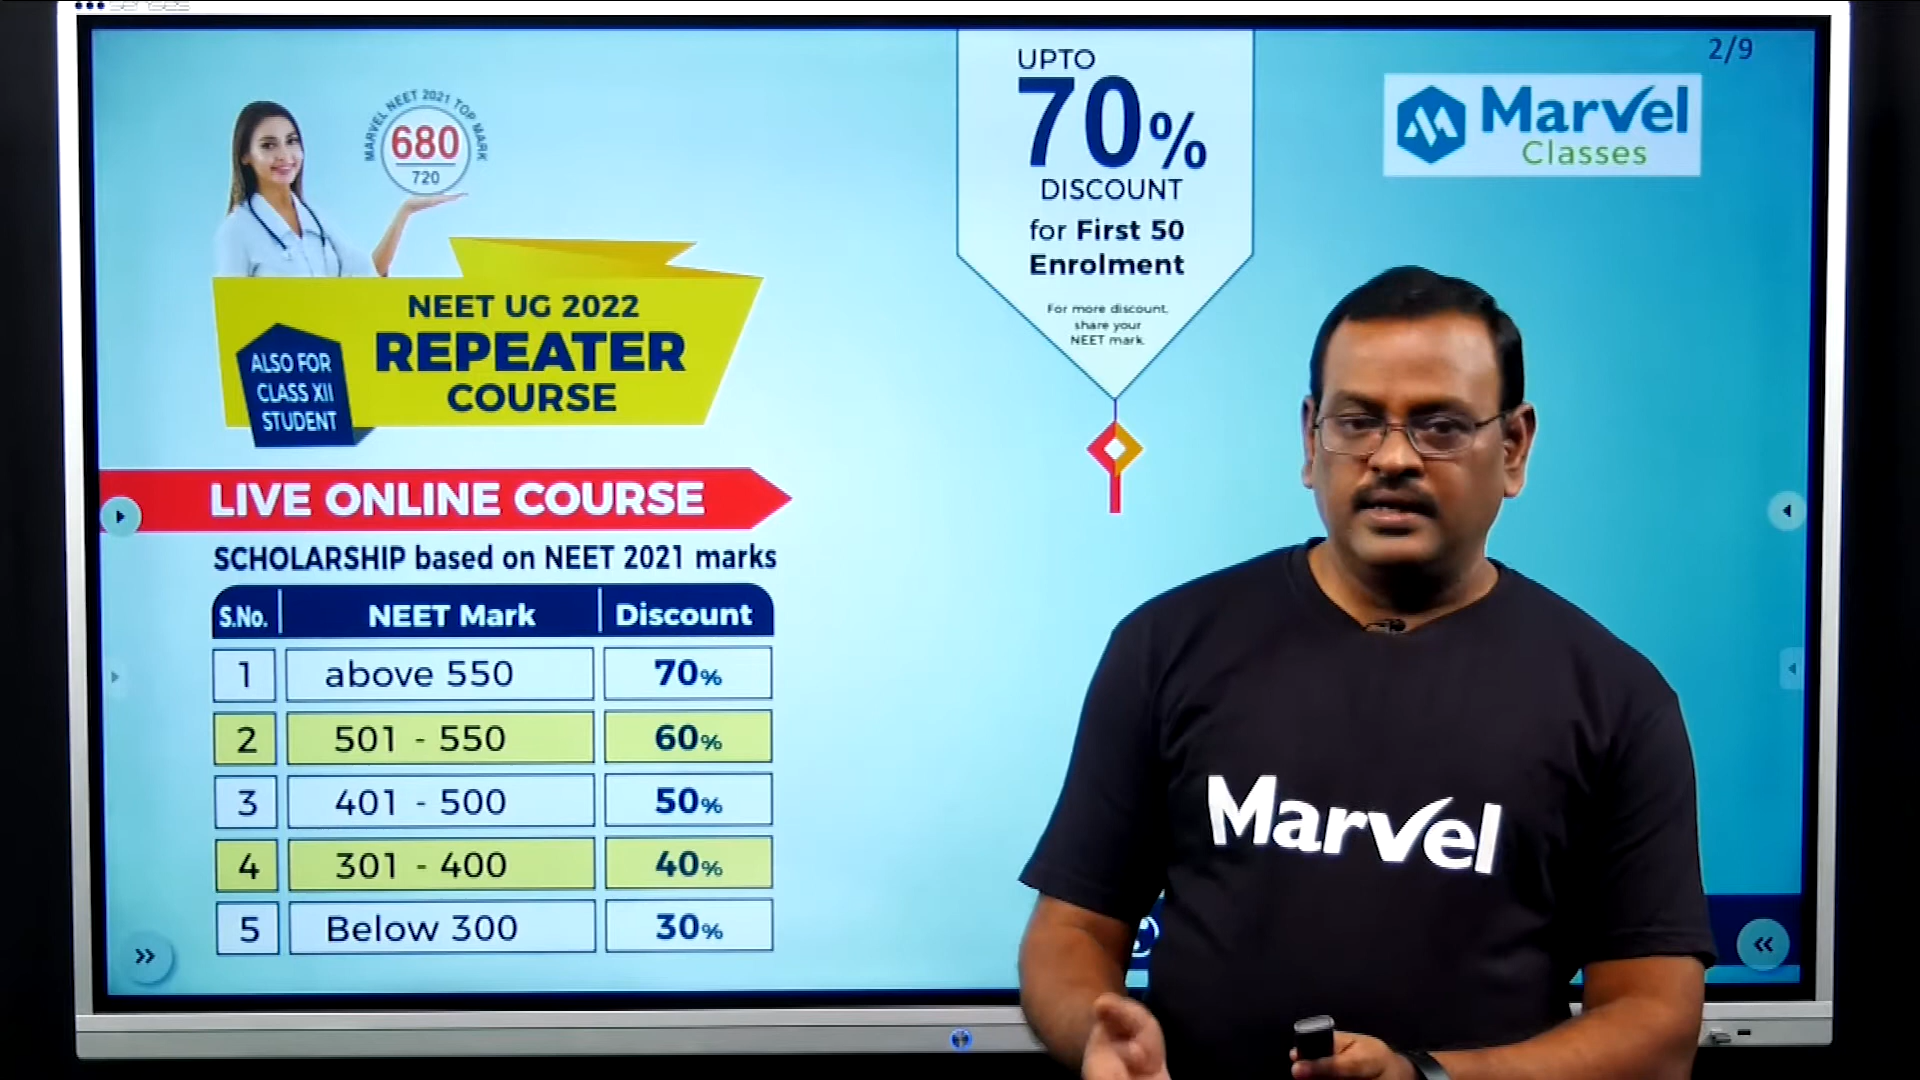 2/9
MARVEL NEET 2021 TOP MARK
680
720
UPTO
70%
DISCOUNT
for First 50
Enrolment
For more discount,
share your
NEET mark
Marvel
Classes
NEET UG 2022
REPEATER
COURSE
ALSO FOR
CLASS XII
STUDENT
LIVE ONLINE COURSE
SCHOLARSHIP based on NEET 2021 marks
S.No. NEET Mark Discount
1 above 550 70%
2 501 - 550 60%
3 401 - 500 50%
4 301 - 400 40%
5 Below 300 30%
Marvel